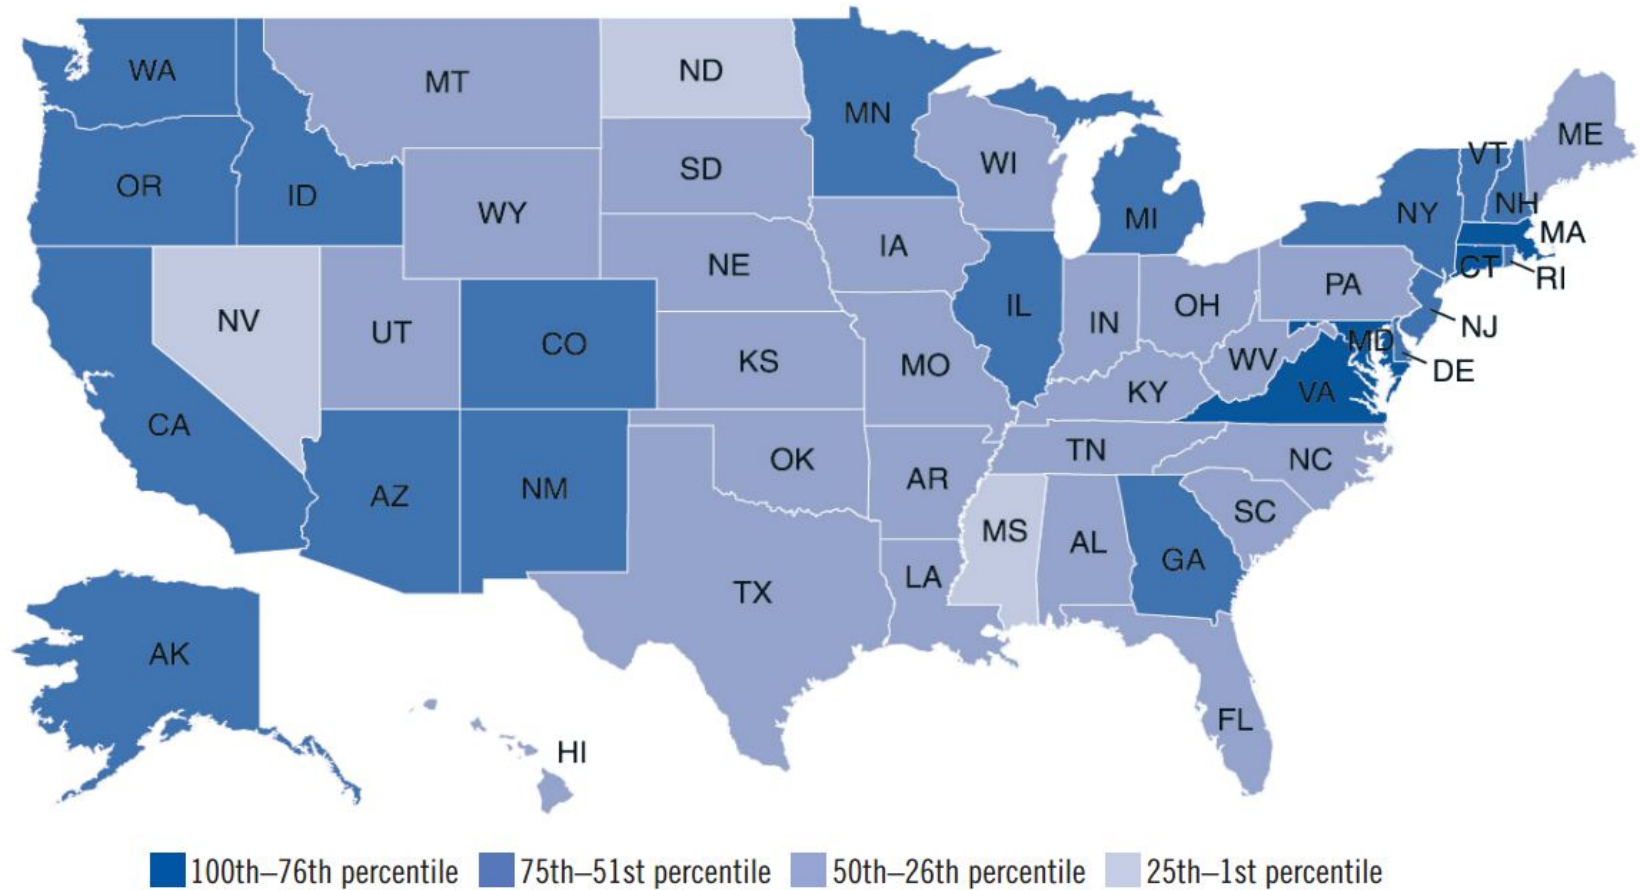 WA
MT
ND
MN
OR
ID
WY
SD
WI
MI
VT
NH
ME
NY
MA
CT
RI
NV
UT
CO
NE
IA
IL
IN
OH
PA
NJ
MD
DE
CA
KS
MO
KY
WV
VA
AZ
NM
OK
AR
TN
NC
SC
TX
LA
MS
AL
GA
FL
AK
HI
100th–76th percentile 75th–51st percentile 50th–26th percentile 25th–1st percentile